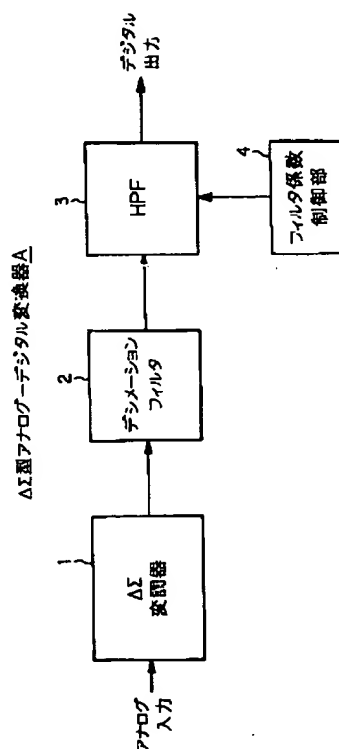 ΔΣ型アナログーデジタル変換器A
アナログ
入力
1
ΔΣ
変調器
2
デシメーション
フィルタ
3
HPF
デジタル
出力
4
フィルタ係数
制御部